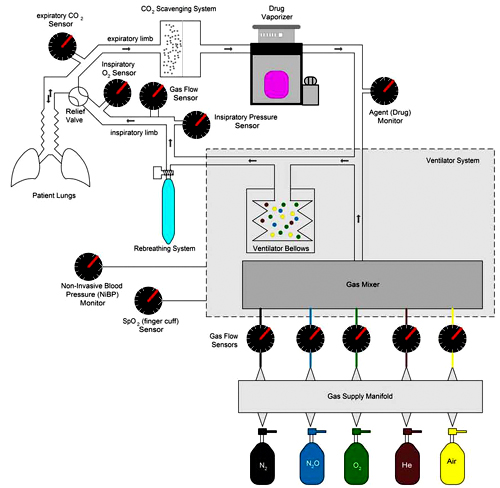 expiratory CO2
Sensor
CO2 Scavenging System
Drug
Vaporizer
expiratory limb
Inspiratory
O2 Sensor
Gas Flow
Sensor
Relief
Valve
Insiratory Pressure
Sensor
Agent (Drug)
Monitor
inspiratory limb
Ventilator System
Patient Lungs
Rebreathing System
Ventilator Bellows
Non-Invasive Blood
Pressure (NiBP)
Monitor
Gas Mixer
SpO2 (finger cuff)
Sensor
Gas Flow
Sensors
Gas Supply Manifold
N2
N2O
O2
He
Air